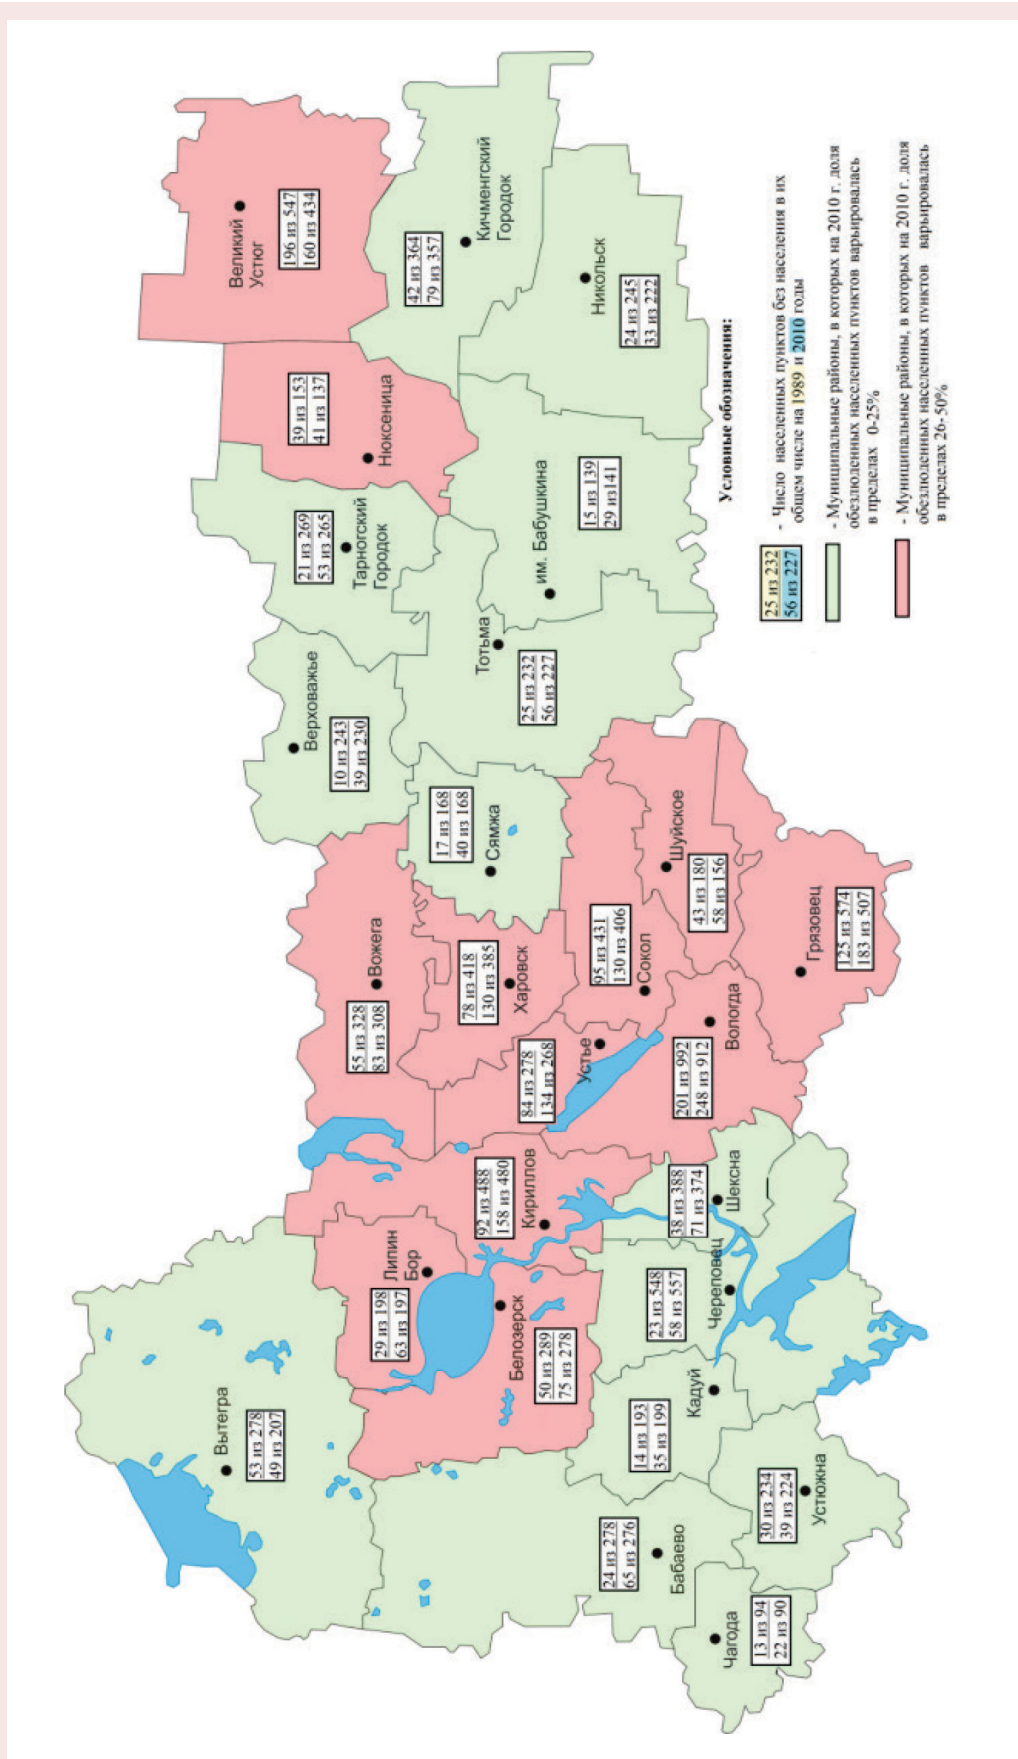 Великий
Устюг
196 из 547
160 из 434
Кичменгский
Городок
42 из 364
79 из 357
Никольск
24 из 245
33 из 222
Нюксеница
39 из 153
41 из 137
Тарногский
Городок
21 из 269
53 из 265
им. Бабушкина
15 из 139
29 из141
Тотьма
25 из 232
56 из 227
Верховажье
10 из 243
39 из 230
Сямжа
17 из 168
40 из 168
Вожега
55 из 328
83 из 308
Харовск
78 из 418
130 из 385
Сокол
95 из 431
130 из 406
Шуйское
43 из 180
58 из 156
Грязовец
125 из 574
183 из 507
Вологда
201 из 992
248 из 912
Устье
84 из 278
134 из 268
Кириллов
92 из 488
158 из 480
Липин
Бор
29 из 198
63 из 197
Белозерск
50 из 289
75 из 278
Шексна
38 из 388
71 из 374
Череповец
23 из 548
58 из 557
Кадуй
14 из 193
35 из 199
Вытегра
53 из 278
49 из 207
Бабаево
24 из 278
65 из 276
Устюжна
30 из 234
39 из 224
Чагода
13 из 94
22 из 90
Условные обозначения:
25 из 232
56 из 227
- Число населенных пунктов без населения в их
общем числе на 1989 и 2010 годы
- Муниципальные районы, в которых на 2010 г. доля
обезлюденных населенных пунктов варьировалась
в пределах 0-25%
- Муниципальные районы, в которых на 2010 г. доля
обезлюденных населенных пунктов варьировалась
в пределах 26-50%